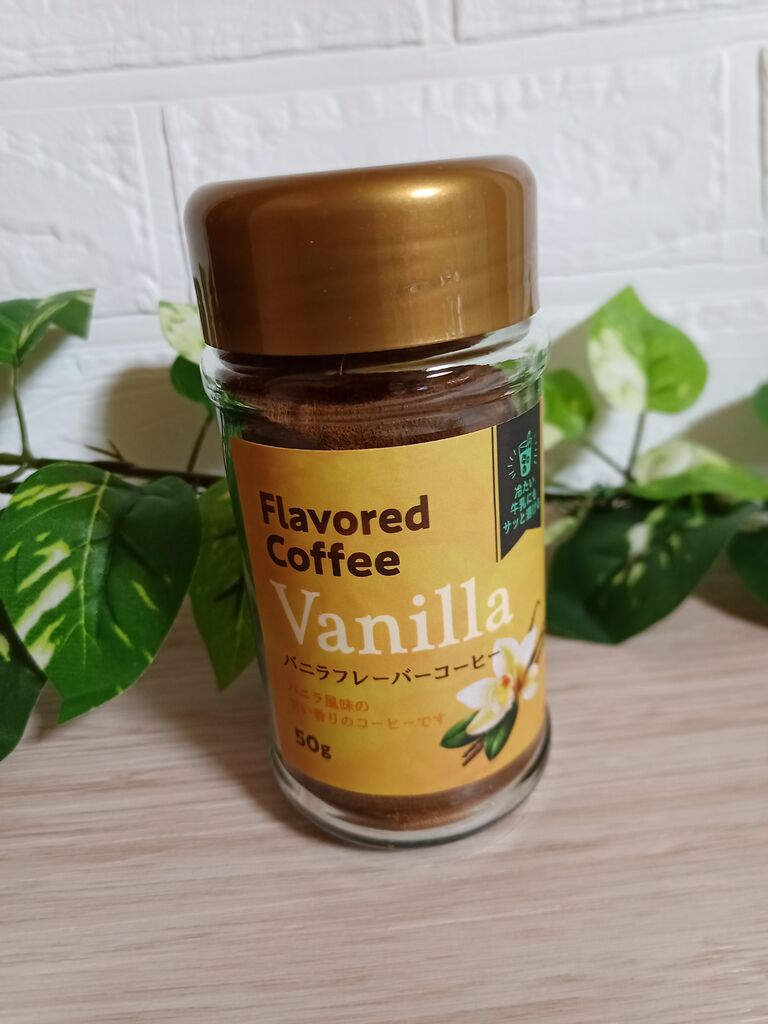 Flavored
Coffee
Vanilla
バニラフレーバーコーヒー
バニラ風味の
甘い香りのコーヒーです
50g
冷たい
牛乳にも
サッと溶ける